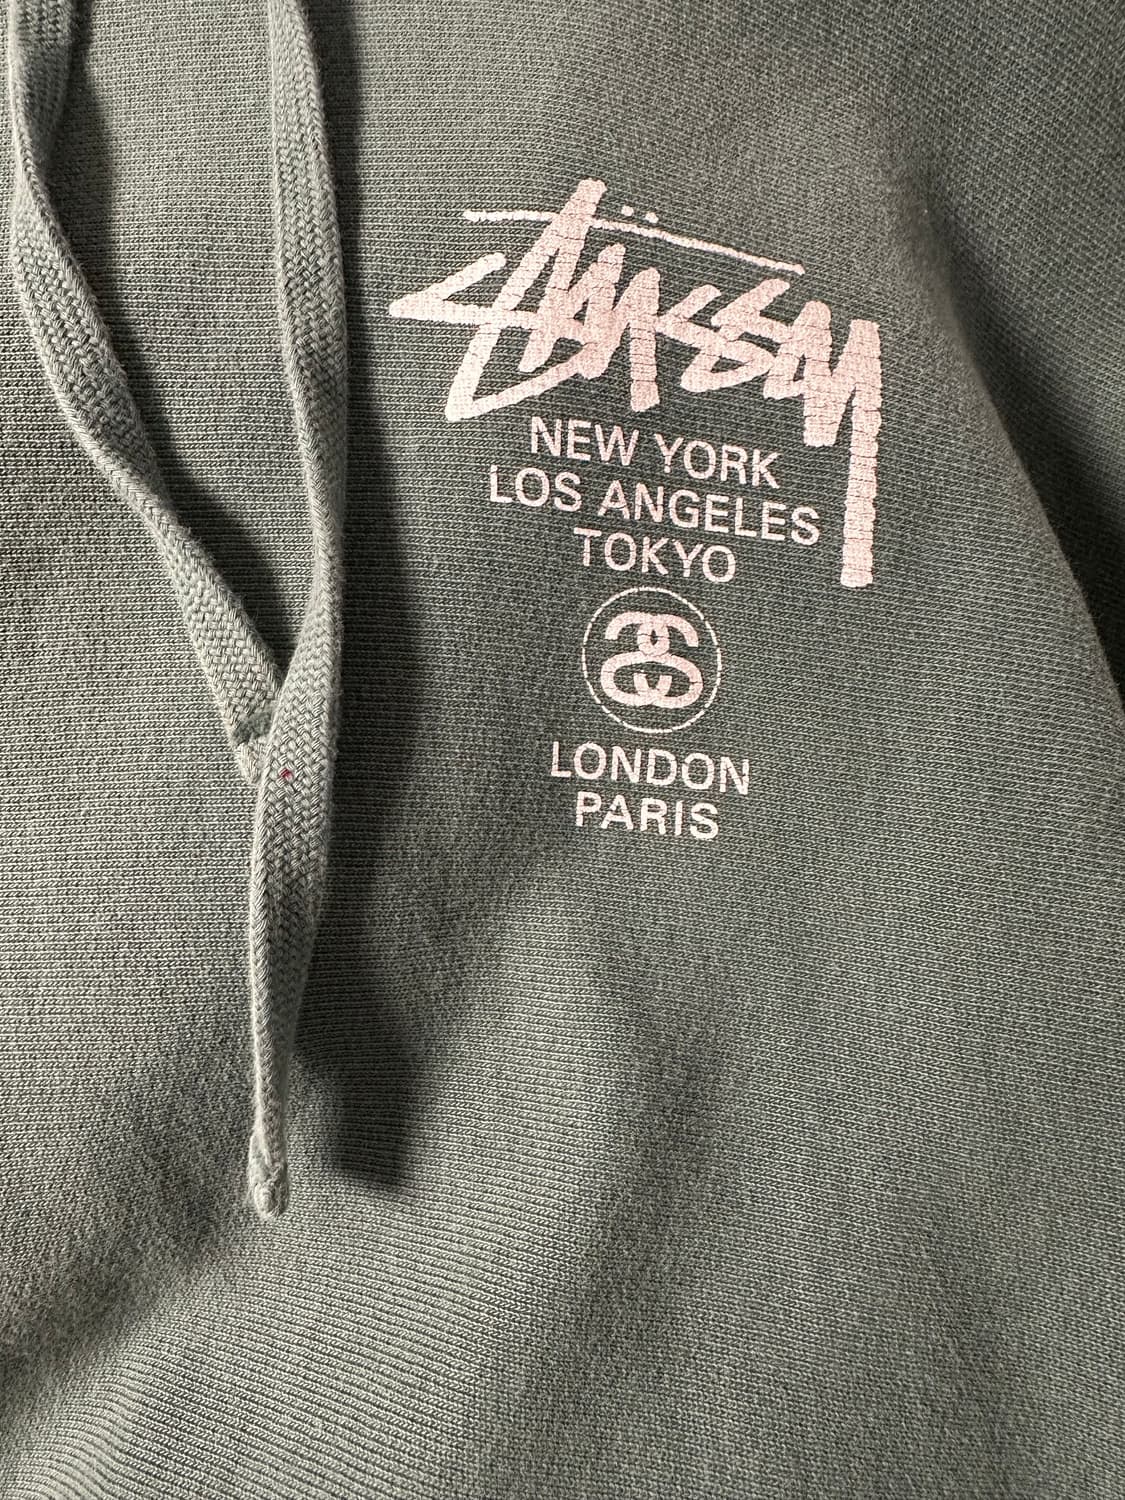 Stüssy
NEW YORK
LOS ANGELES
TOKYO
LONDON
PARIS